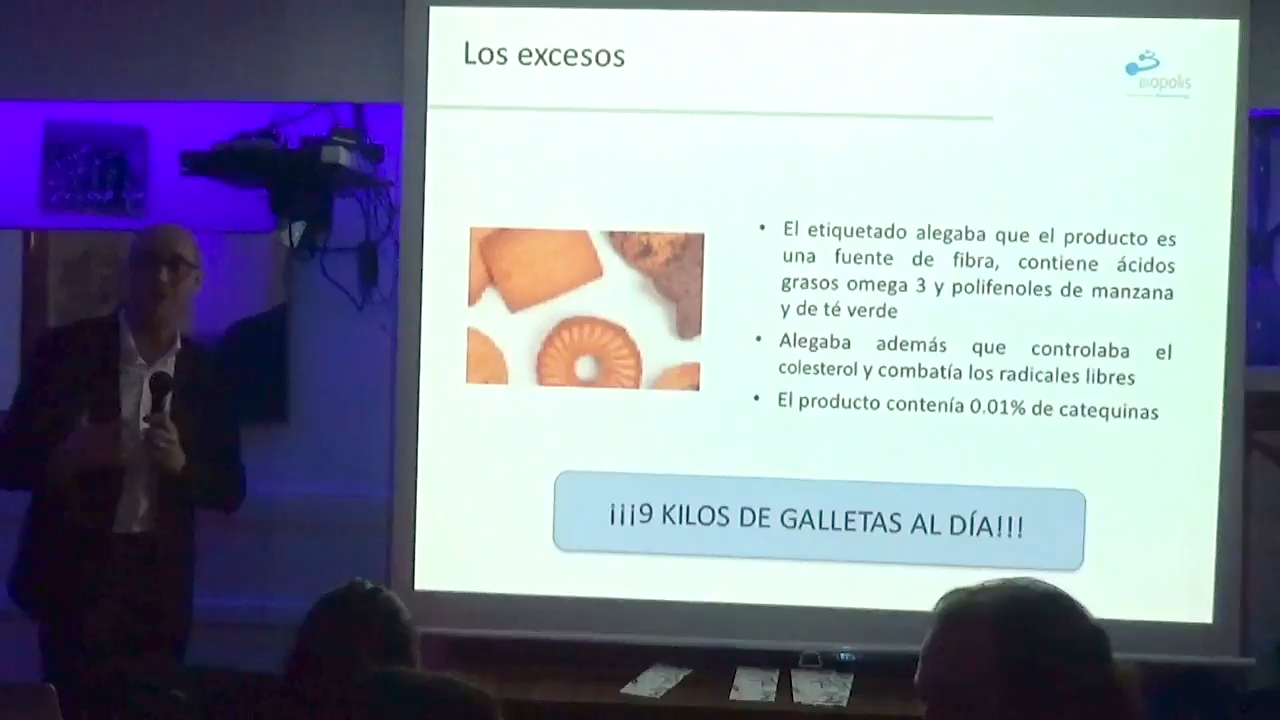 Los excesos
Biopolis
• El etiquetado alegaba que el producto es
una fuente de fibra, contiene ácidos
grasos omega 3 y polifenoles de manzana
y de té verde
• Alegaba además que controlaba el
colesterol y combatía los radicales libres
• El producto contenía 0.01% de catequinas
¡¡¡9 KILOS DE GALLETAS AL DÍA!!!